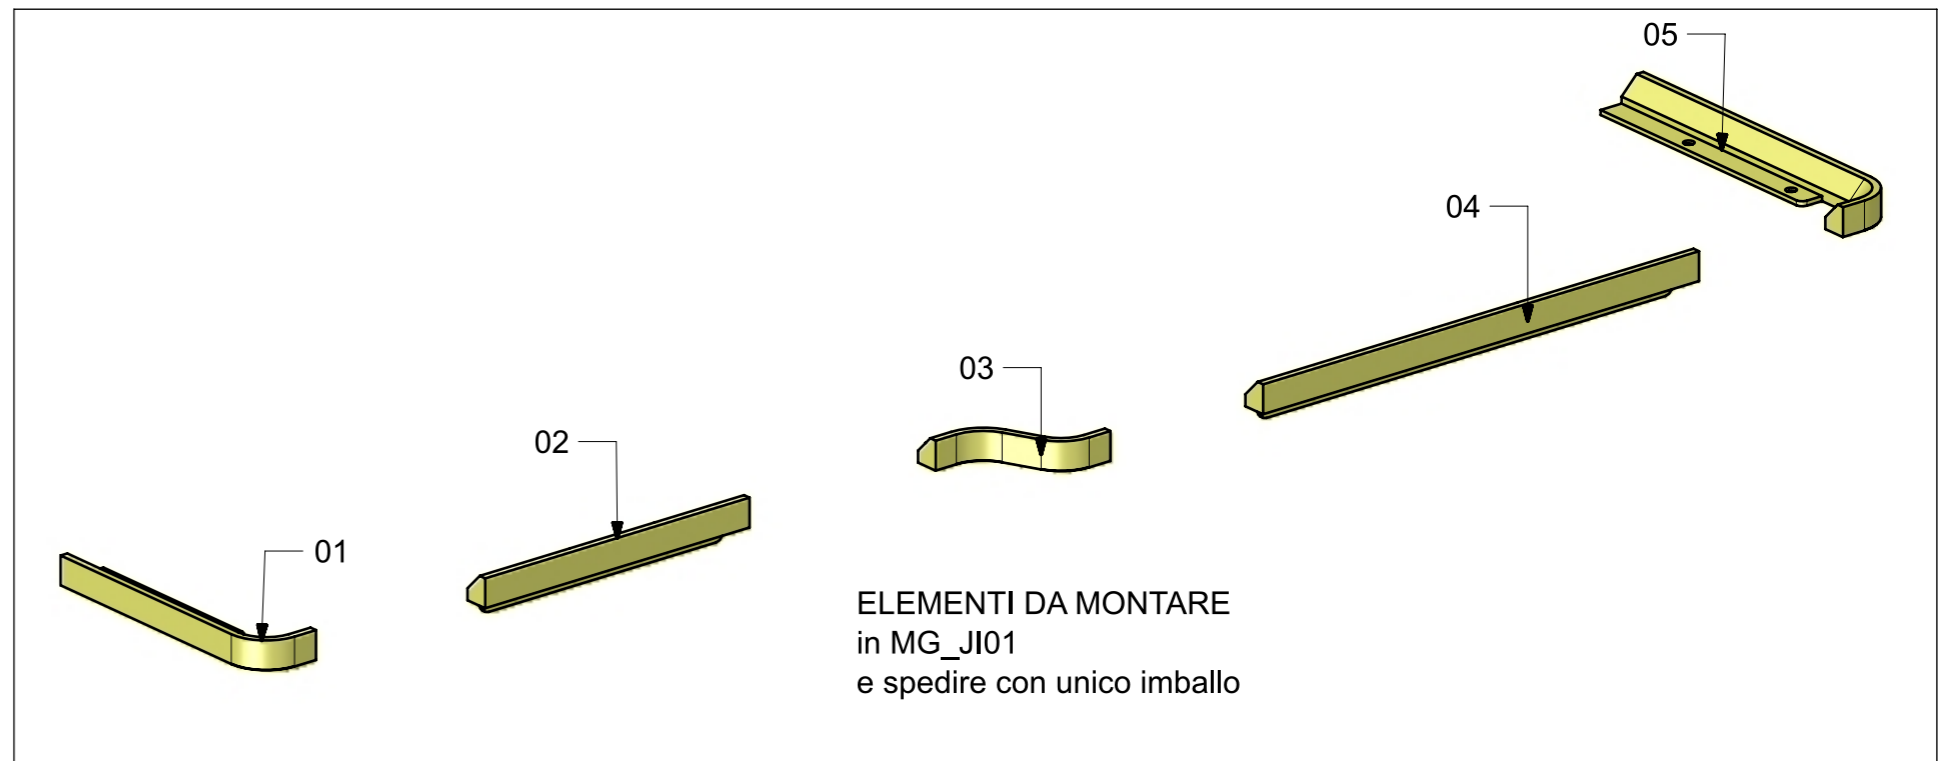 05
04
03
02
01
ELEMENTI DA MONTARE
in MG_JI01
e spedire con unico imballo